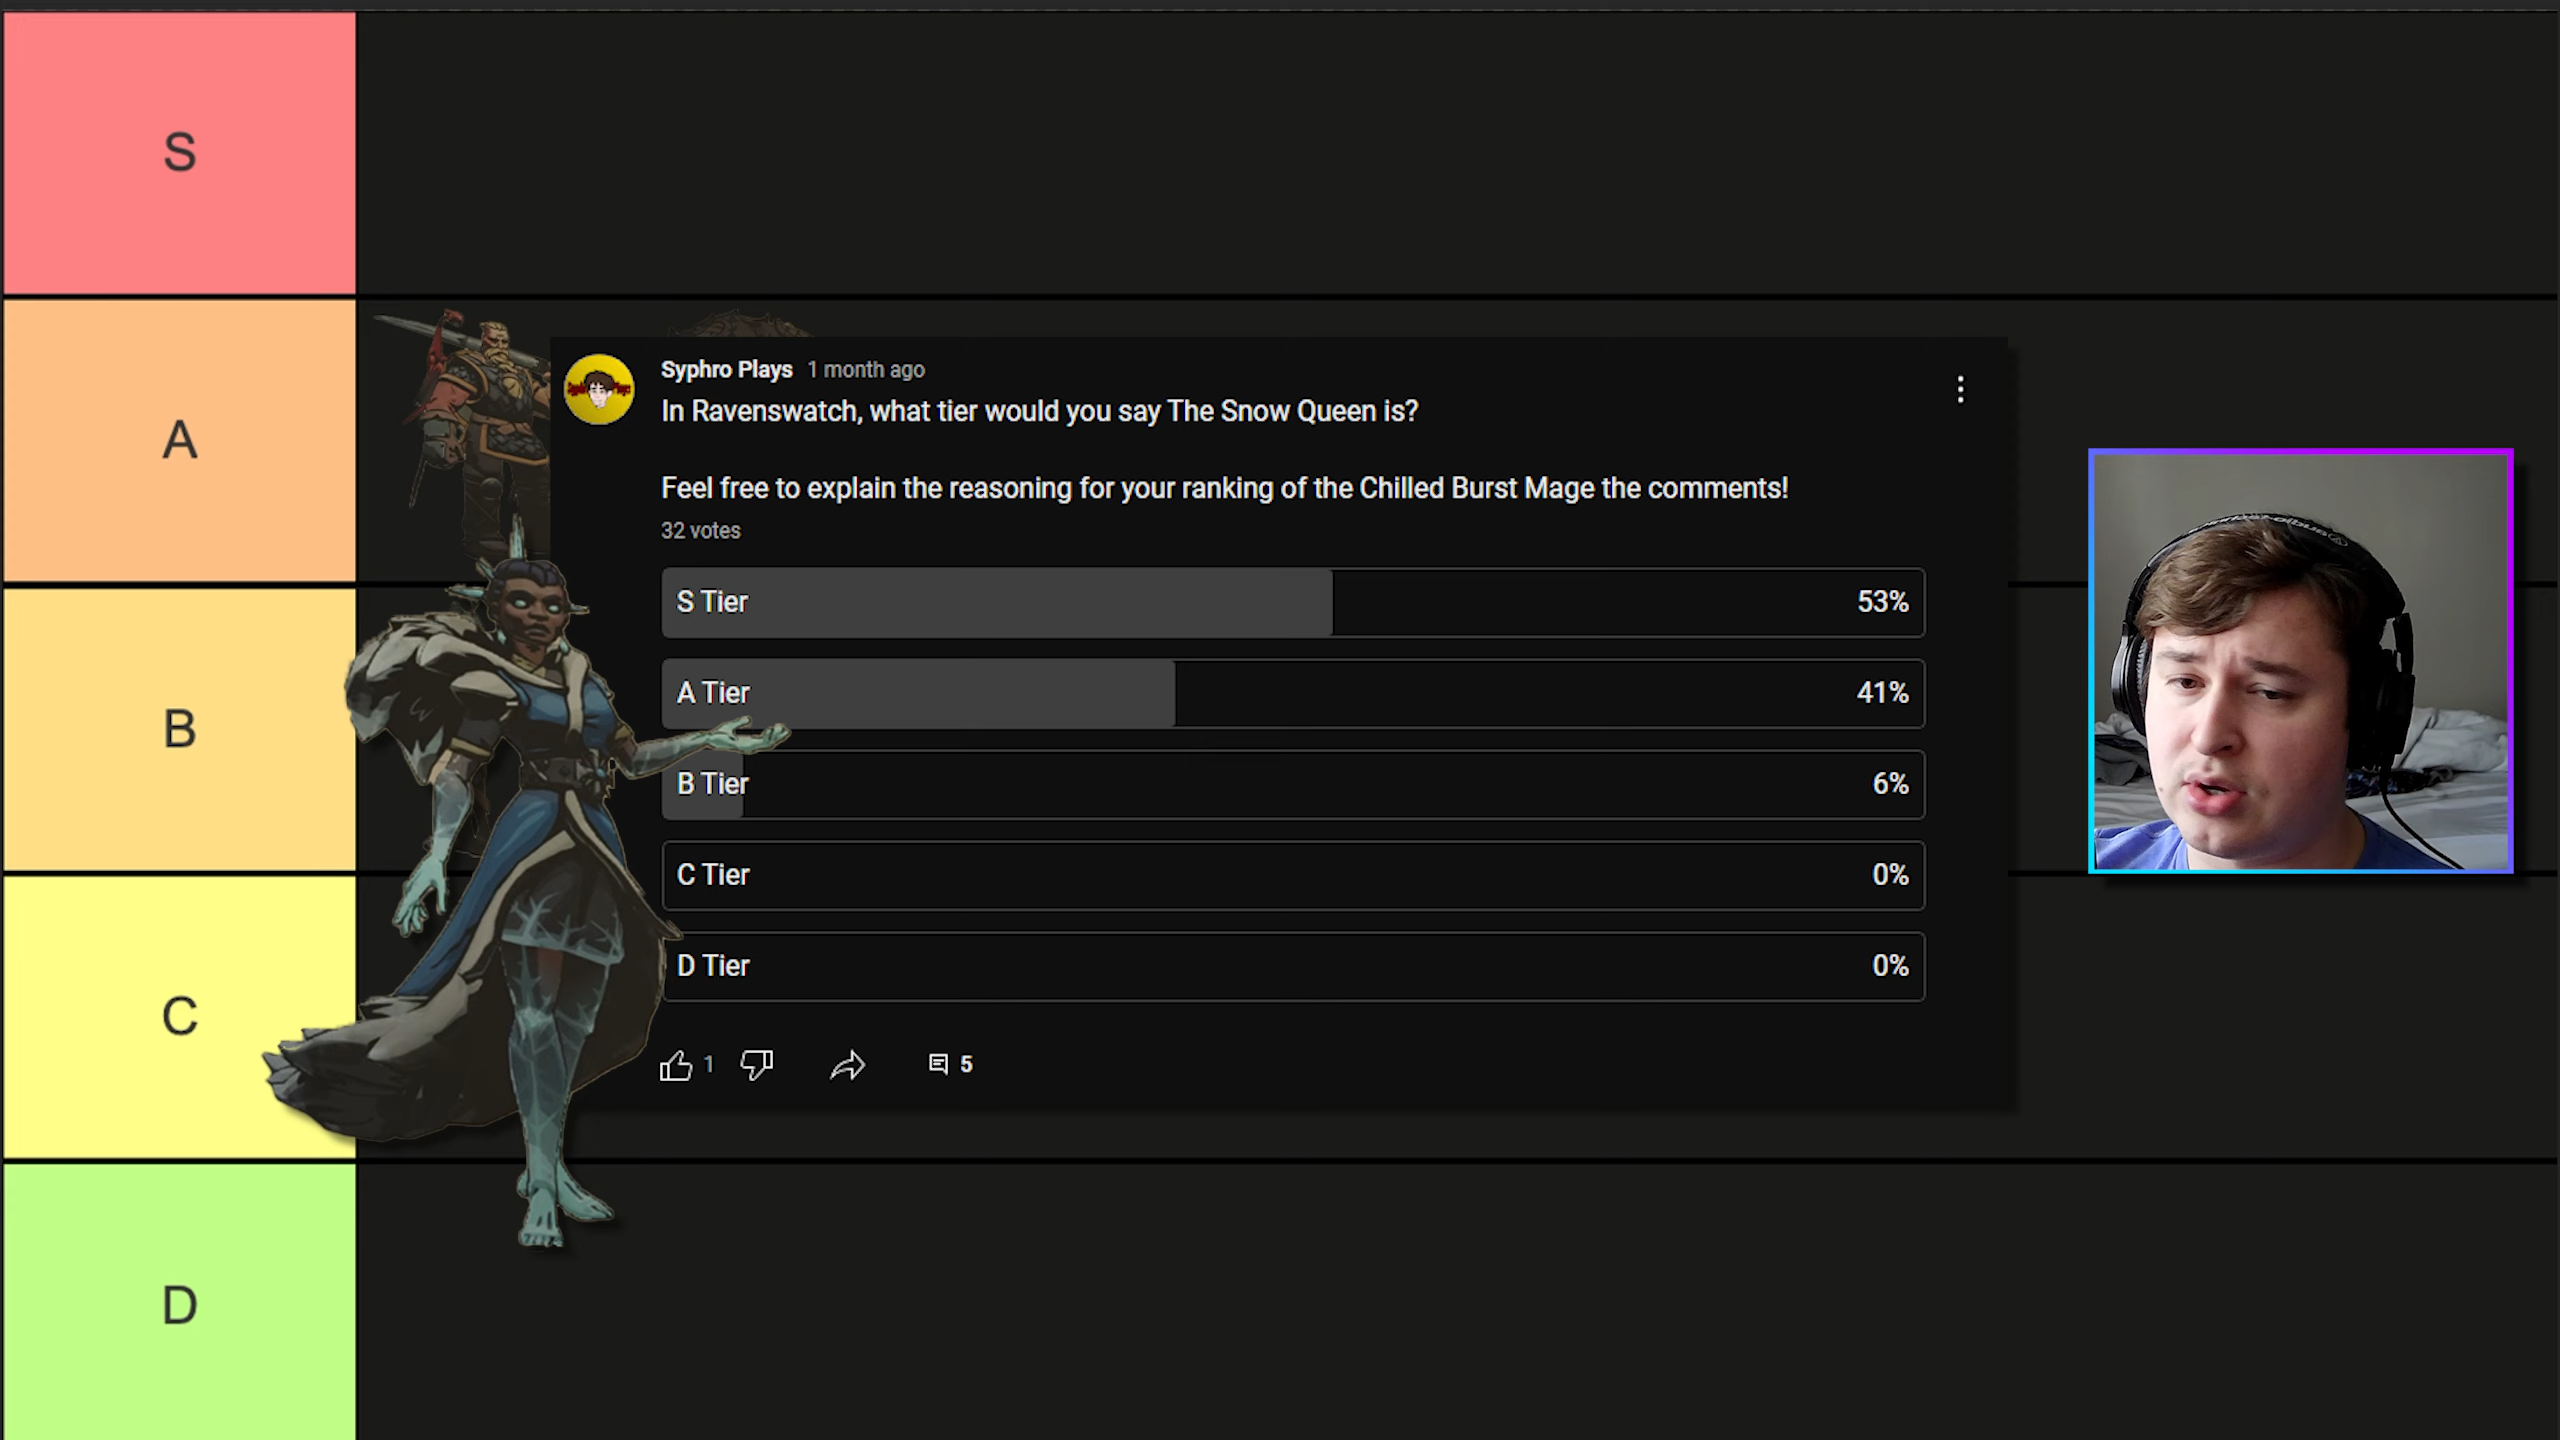 S
A
B
C
D
Syphro Plays 1 month ago
In Ravenswatch, what tier would you say The Snow Queen is?
Feel free to explain the reasoning for your ranking of the Chilled Burst Mage the comments!
32 votes
S Tier 53%
A Tier 41%
B Tier 6%
C Tier 0%
D Tier 0%
1 5